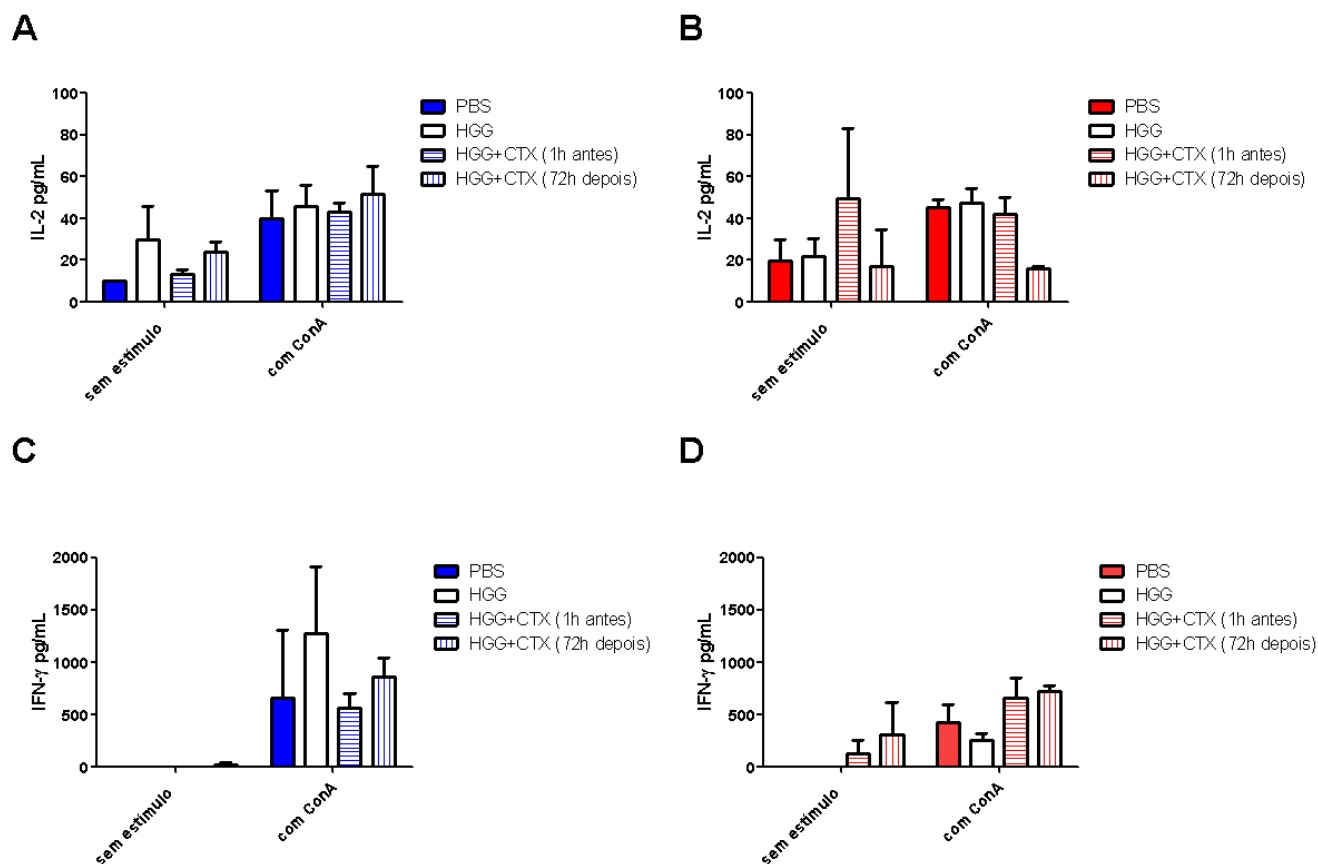 A
IL-2 pg/mL
100
80
60
40
20
0
sem estímulo
com ConA
PBS
HGG
HGG+CTX (1h antes)
HGG+CTX (72h depois)
B
IL-2 pg/mL
100
80
60
40
20
0
sem estímulo
com ConA
PBS
HGG
HGG+CTX (1h antes)
HGG+CTX (72h depois)
C
IFN-γ pg/mL
2000
1500
1000
500
0
sem estímulo
com ConA
PBS
HGG
HGG+CTX (1h antes)
HGG+CTX (72h depois)
D
IFN-γ pg/mL
2000
1500
1000
500
0
sem estímulo
com ConA
PBS
HGG
HGG+CTX (1h antes)
HGG+CTX (72h depois)